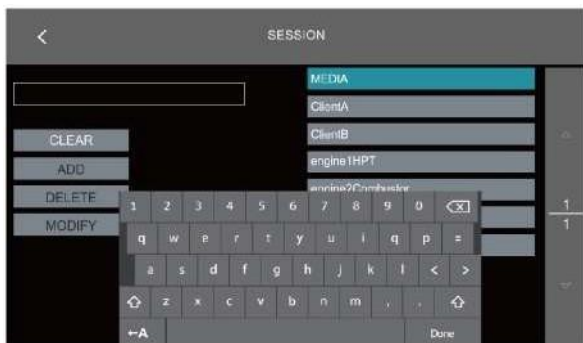 SESSION
MEDIA
ClientA
ClientB
engine1HPT
engine2Combustor
CLEAR
ADD
DELETE
MODIFY
1
1
1 2 3 4 5 6 7 8 9 0
q w e r t y u i q p =
a s d f g h j k l < >
z x c v b n m , .
←A Done